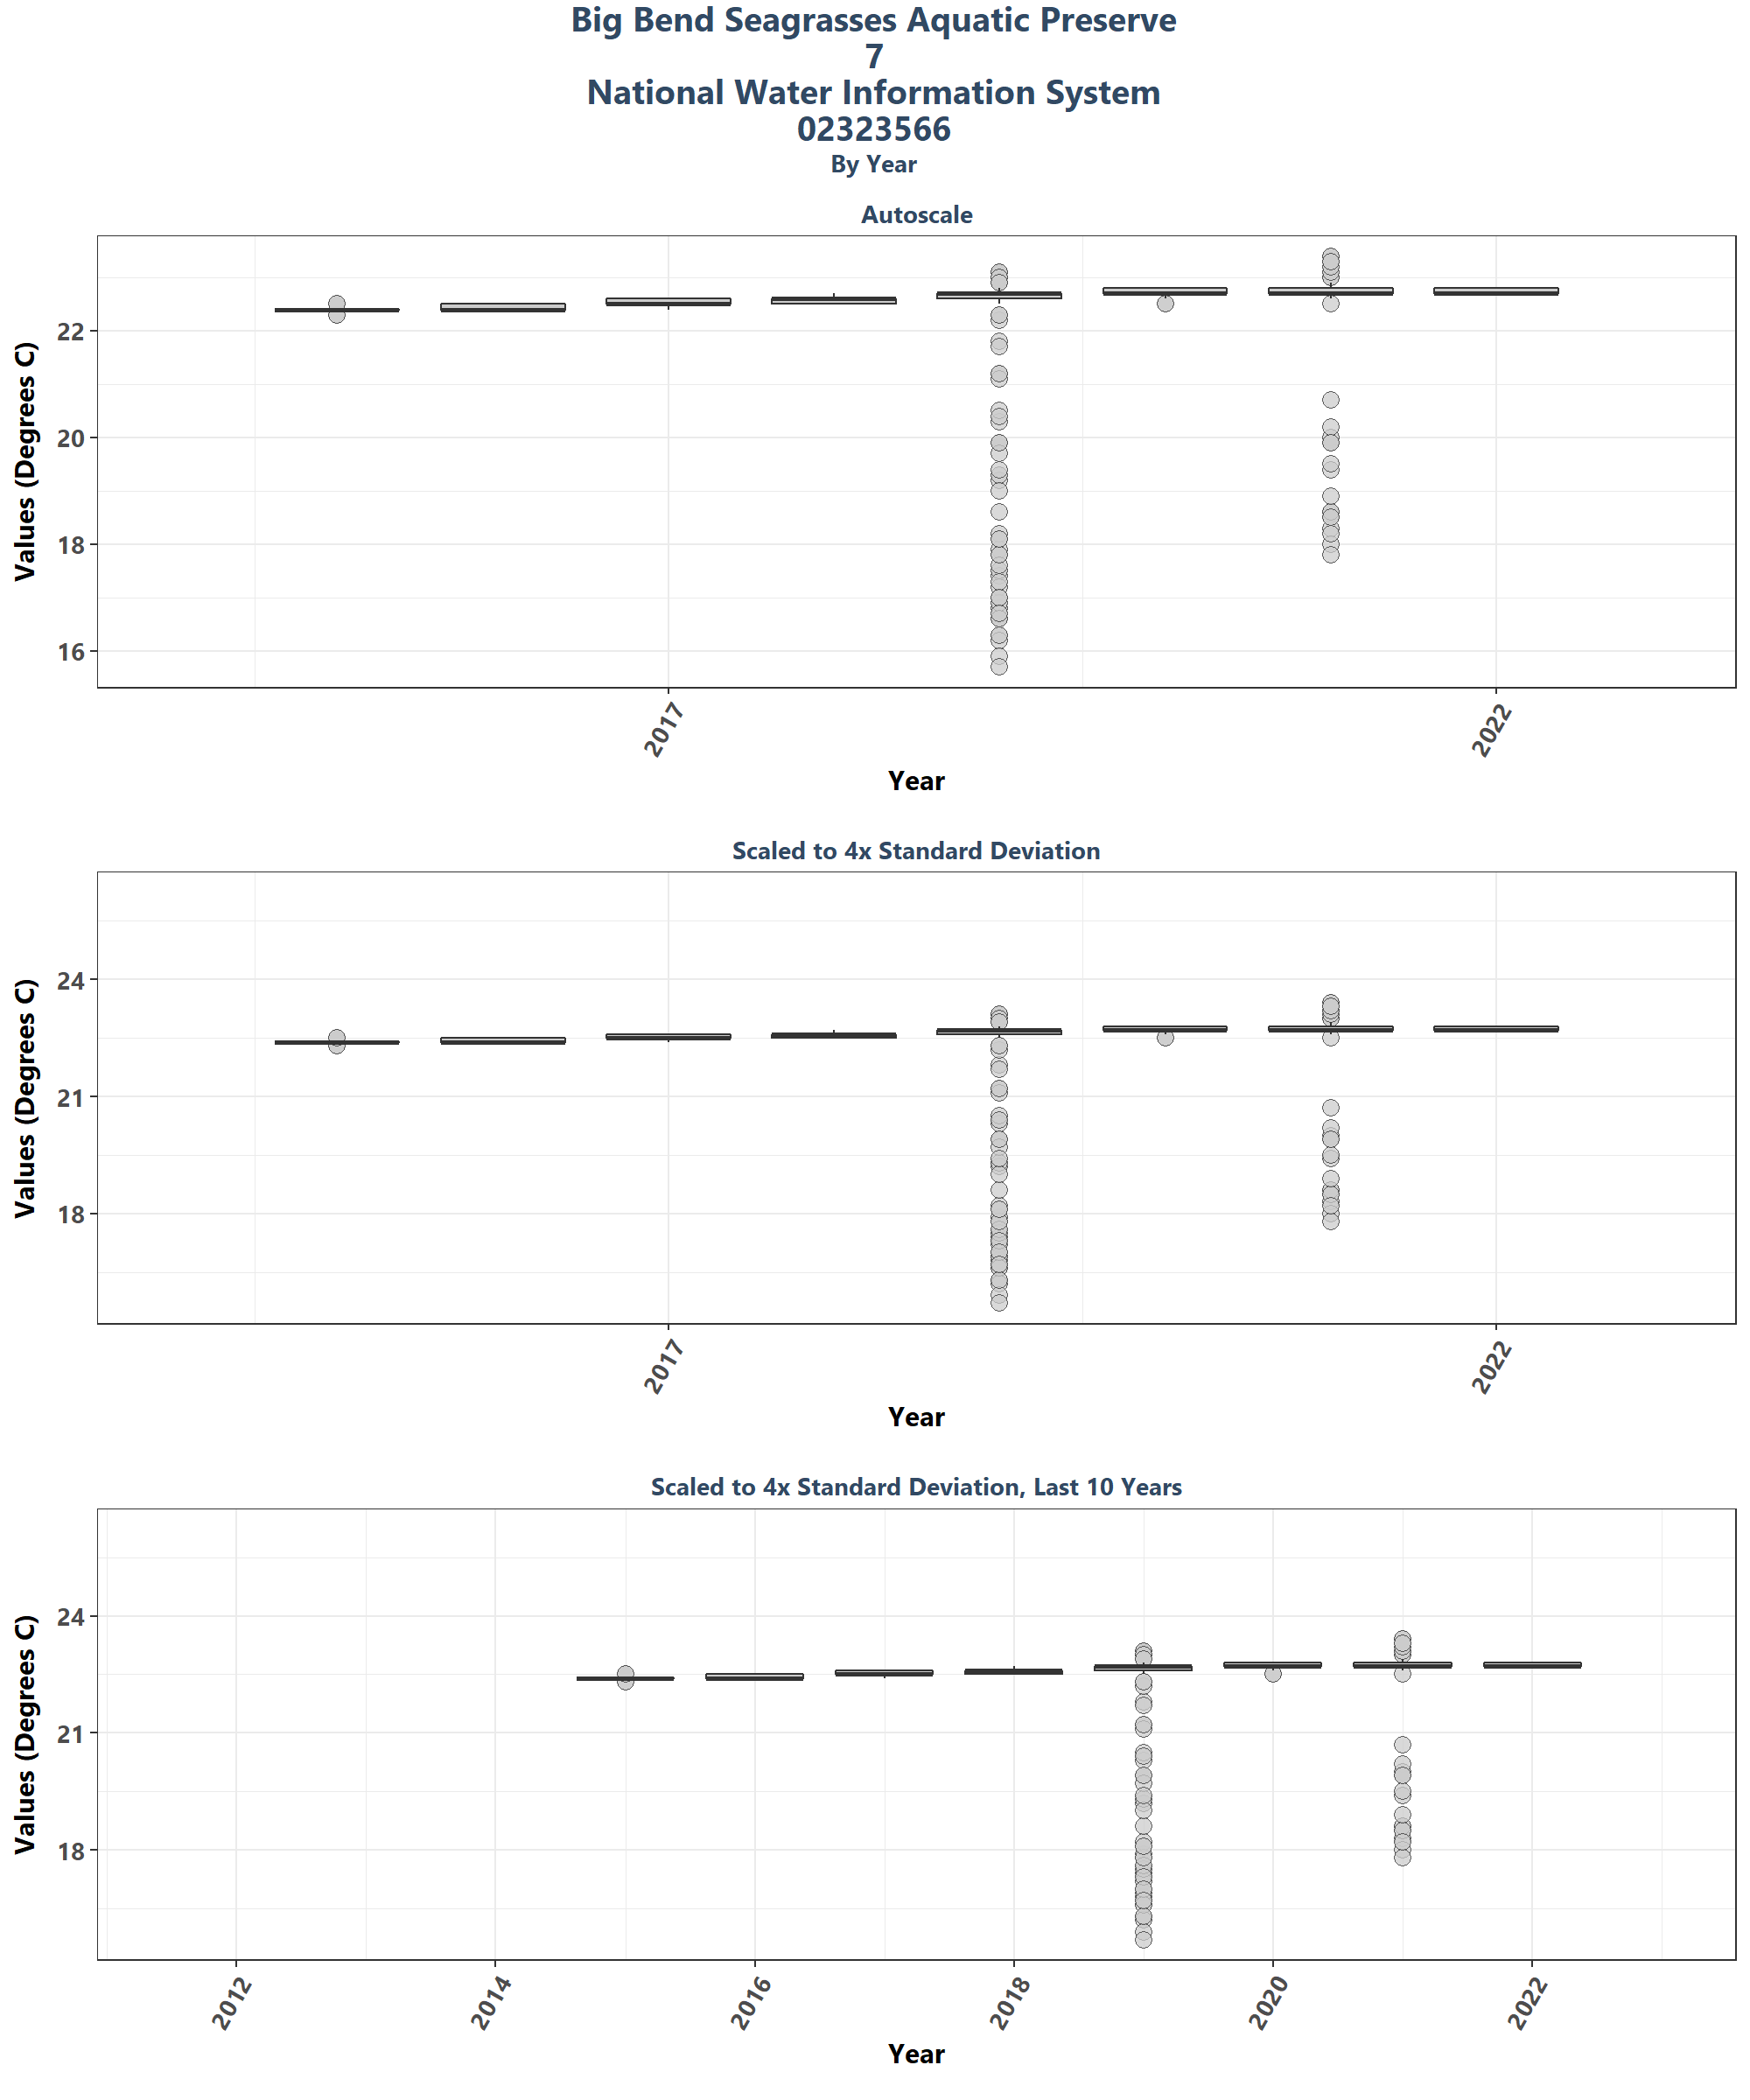 Big Bend Seagrasses Aquatic Preserve
7
National Water Information System
02323566
By Year
Autoscale
Values (Degrees C)
22
20
18
16
2017
2022
Year
Scaled to 4x Standard Deviation
Values (Degrees C)
24
21
18
2017
2022
Year
Scaled to 4x Standard Deviation, Last 10 Years
Values (Degrees C)
24
21
18
2012
2014
2016
2018
2020
2022
Year